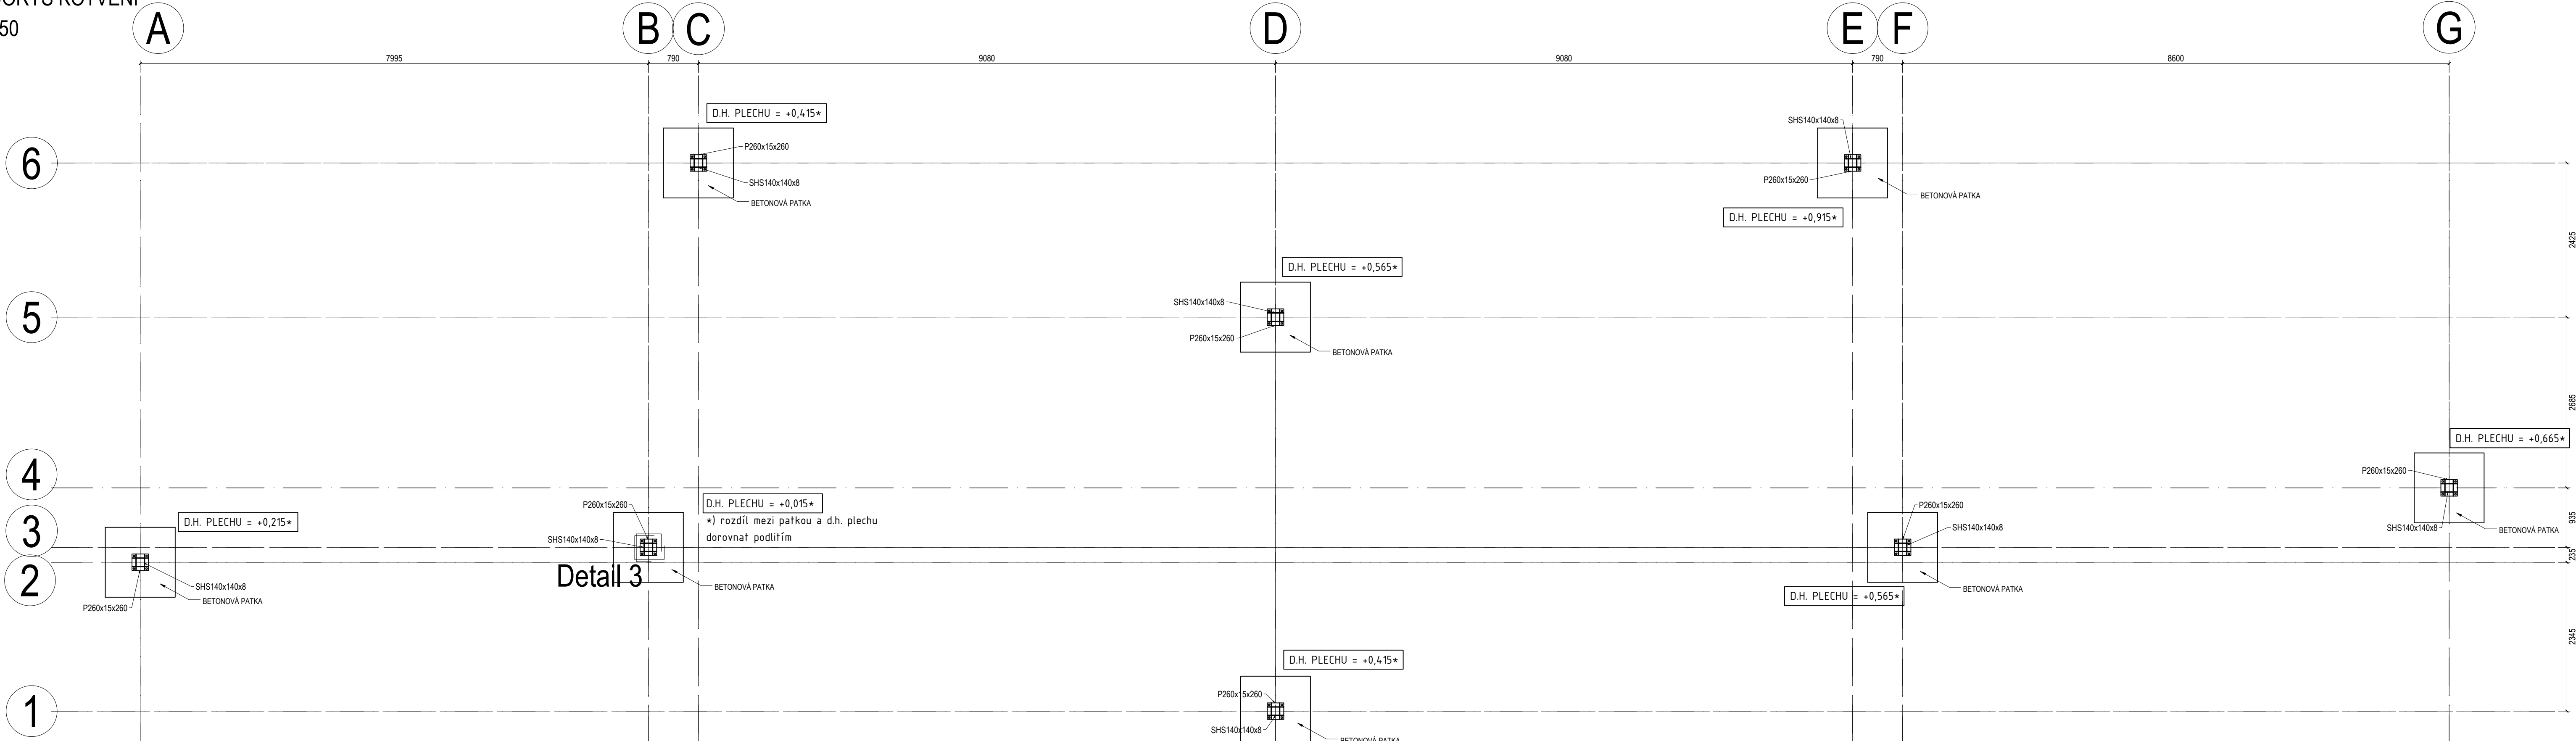 KOTVENÍ
50
A
B
C
D
E
F
G
7995
790
9080
9080
790
8600
D.H. PLECHU = +0,415*
6
P260x15x260
SHS140x140x8
BETONOVÁ PATKA
SHS140x140x8
P260x15x260
BETONOVÁ PATKA
D.H. PLECHU = +0,915*
2425
D.H. PLECHU = +0,565*
5
SHS140x140x8
P260x15x260
BETONOVÁ PATKA
2685
D.H. PLECHU = +0,665*
4
P260x15x260
SHS140x140x8
BETONOVÁ PATKA
935
3
D.H. PLECHU = +0,215*
P260x15x260
SHS140x140x8
D.H. PLECHU = +0,015*
*) rozdíl mezi patkou a d.h. plechu
dorovnat podlitím
P260x15x260
SHS140x140x8
235
2
SHS140x140x8
BETONOVÁ PATKA
P260x15x260
Detail 3
BETONOVÁ PATKA
D.H. PLECHU = +0,565*
BETONOVÁ PATKA
2345
D.H. PLECHU = +0,415*
1
P260x15x260
SHS140x140x8
BETONOVÁ PATKA